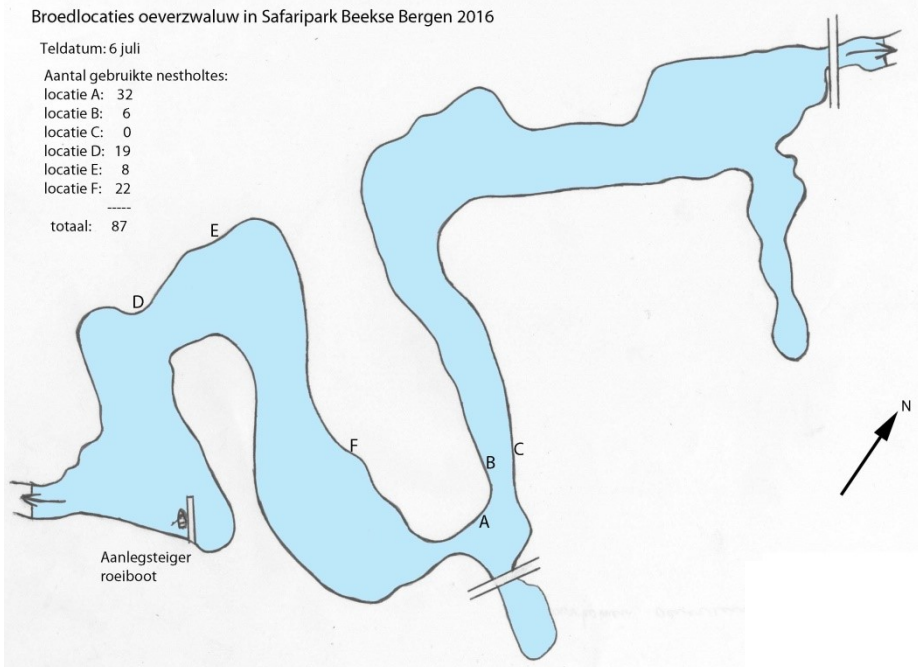 Broedlocaties oeverzwaluw in Safaripark Beekse Bergen 2016
Teldatum: 6 juli
Aantal gebruikte nestholtes:
locatie A: 32
locatie B: 6
locatie C: 0
locatie D: 19
locatie E: 8
locatie F: 22
-----
totaal: 87
E
D
N
F
B
C
A
Aanlegsteiger
roeiboot